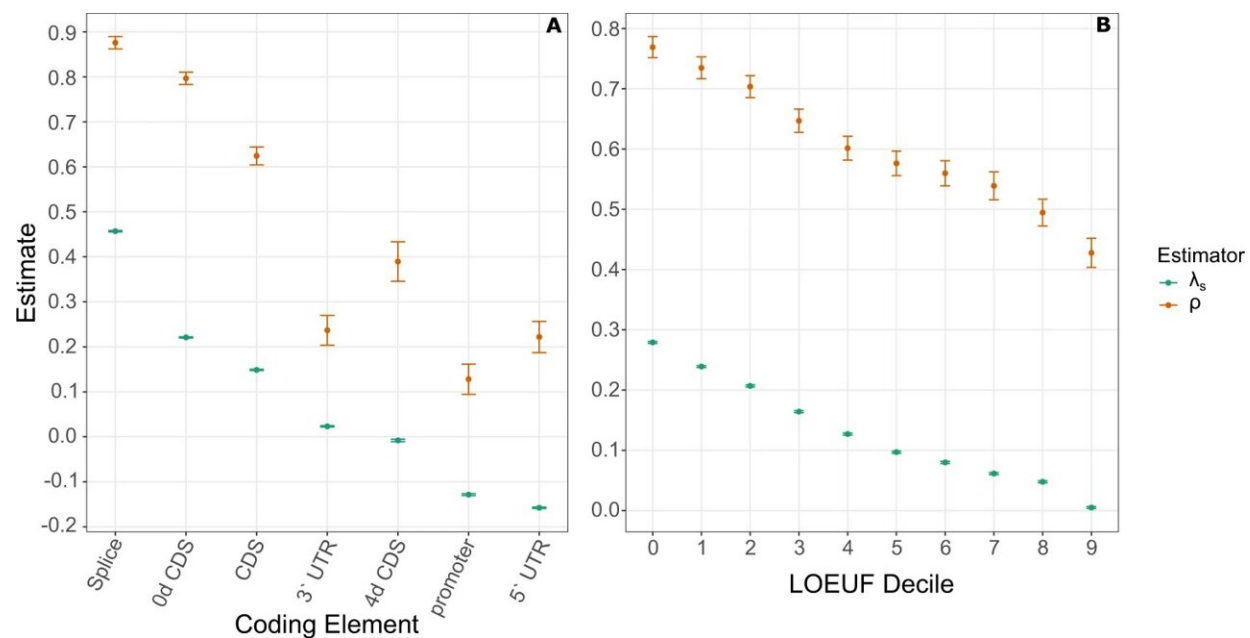 A
0.9
0.8
0.7
0.6
0.5
0.4
0.3
0.2
0.1
0.0
-0.1
-0.2
Estimate
Splice
0d CDS
CDS
3` UTR
4d CDS
promoter
5` UTR
Coding Element
B
0.8
0.7
0.6
0.5
0.4
0.3
0.2
0.1
0.0
0 1 2 3 4 5 6 7 8 9
LOEUF Decile
Estimator
λs
ρ